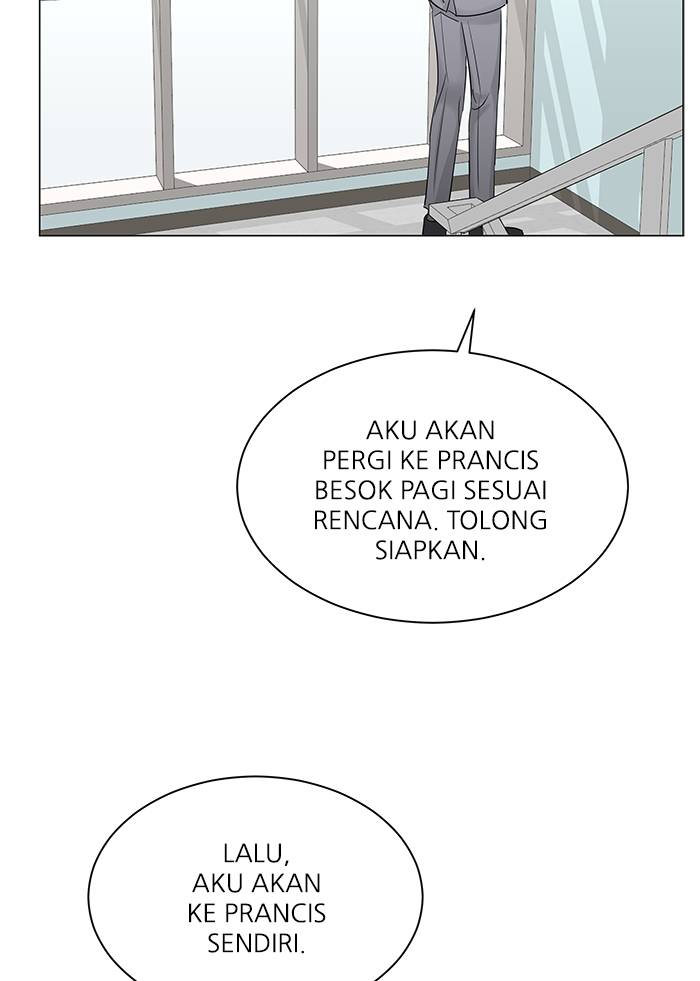 AKU AKAN
PERGI KE PRANCIS
BESOK PAGI SESUAI
RENCANA. TOLONG
SIAPKAN.
LALU,
AKU AKAN
KE PRANCIS
SENDIRI.